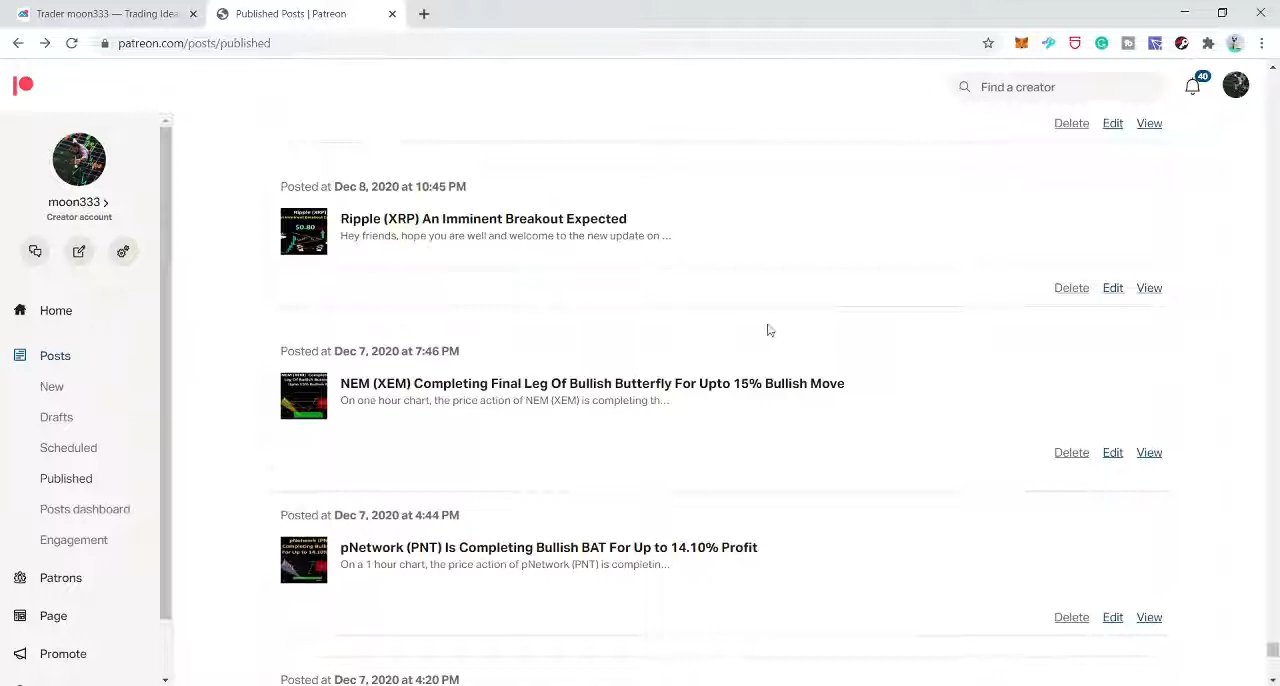 Trader moon333 — Trading Idea
Published Posts | Patreon
patreon.com/posts/published
Find a creator
40
Delete Edit View
moon333
Creator account
Home
Posts
New
Drafts
Scheduled
Published
Posts dashboard
Engagement
Patrons
Page
Promote
Posted at Dec 8, 2020 at 10:45 PM
Ripple (XRP) An Imminent Breakout Expected
Hey friends, hope you are well and welcome to the new update on ...
$0.80
Delete Edit View
Posted at Dec 7, 2020 at 7:46 PM
NEM (XEM) Completing Final Leg Of Bullish Butterfly For Upto 15% Bullish Move
On one hour chart, the price action of NEM (XEM) is completing th...
Delete Edit View
Posted at Dec 7, 2020 at 4:44 PM
pNetwork (PNT) Is Completing Bullish BAT For Up to 14.10% Profit
On a 1 hour chart, the price action of pNetwork (PNT) is completin...
Delete Edit View
Posted at Dec 7, 2020 at 4:20 PM